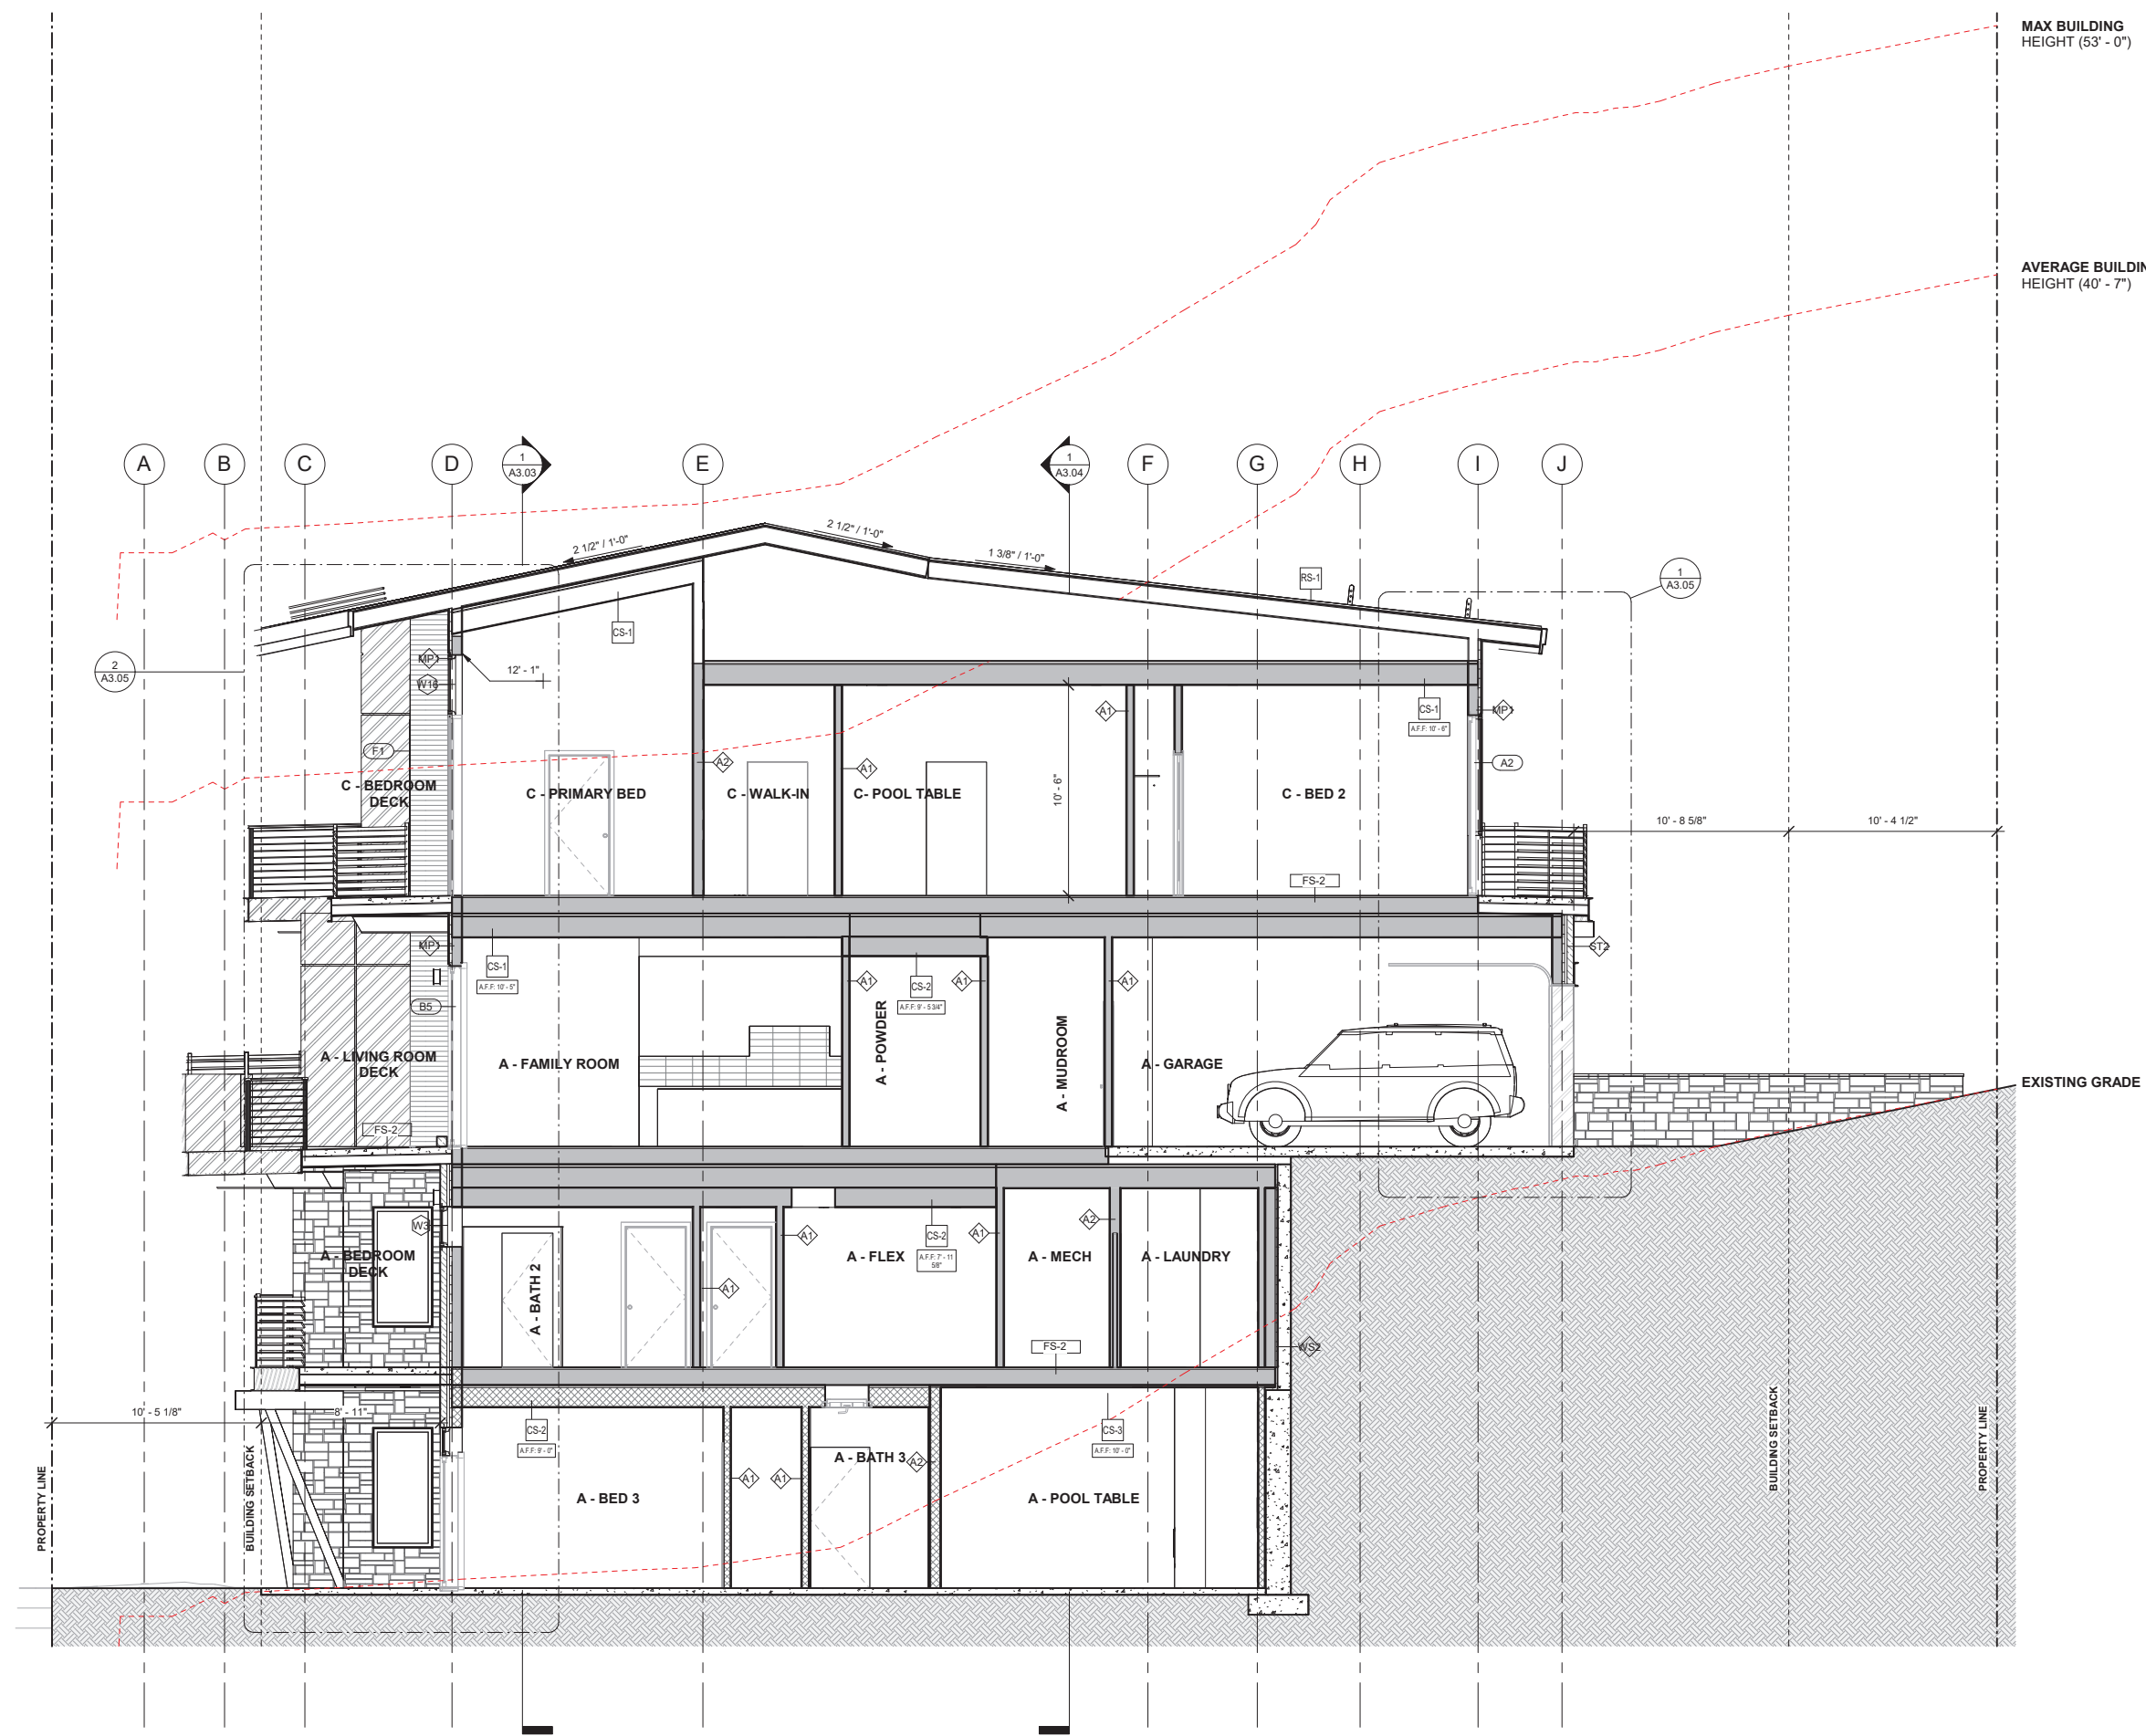 MAX BUILDING
HEIGHT (53' - 0")
AVERAGE BUILDIN
HEIGHT (40' - 7")
A
B
C
D
1
A3.03
E
1
A3.04
F
G
H
I
J
2 1/2" / 1'-0"
2 1/2" / 1'-0"
1 3/8" / 1'-0"
RS-1
1
A3.05
CS-1
2
A3.05
MP1
W16
12' - 1"
A1
CS-1
A.F.F: 10' - 6"
MP1
F1
A2
A1
A2
C - BEDROOM
DECK
C - PRIMARY BED
C - WALK-IN
C- POOL TABLE
10' - 6"
C - BED 2
10' - 8 5/8"
10' - 4 1/2"
FS-2
MP1
CS-1
A.F.F: 10' - 5"
A1
CS-2
A.F.F: 9' - 5 3/4"
A1
A1
ST2
B5
A - LIVING ROOM
DECK
A - FAMILY ROOM
A - POWDER
A - MUDROOM
A - GARAGE
EXISTING GRADE
FS-2
W3
A1
CS-2
A.F.F: 7' - 11
5/8"
A1
A2
A - BEDROOM
DECK
A - BATH 2
A1
A - FLEX
A - MECH
A - LAUNDRY
FS-2
WS2
10' - 5 1/8"
8' - 11"
CS-2
A.F.F: 9' - 0"
CS-3
A.F.F: 10' - 0"
A - BATH 3
A2
A1
A1
A - BED 3
A - POOL TABLE
PROPERTY LINE
BUILDING SETBACK
BUILDING SETBACK
PROPERTY LINE